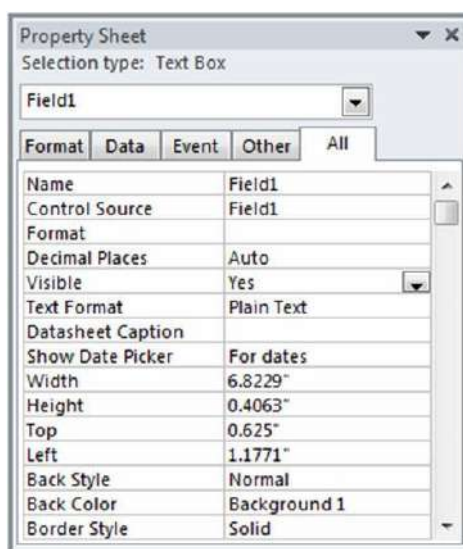 Property Sheet
Selection type: Text Box
Field1
Format Data Event Other All
Name Field1
Control Source Field1
Format
Decimal Places Auto
Visible Yes
Text Format Plain Text
Datasheet Caption
Show Date Picker For dates
Width 6.8229"
Height 0.4063"
Top 0.625"
Left 1.1771"
Back Style Normal
Back Color Background 1
Border Style Solid